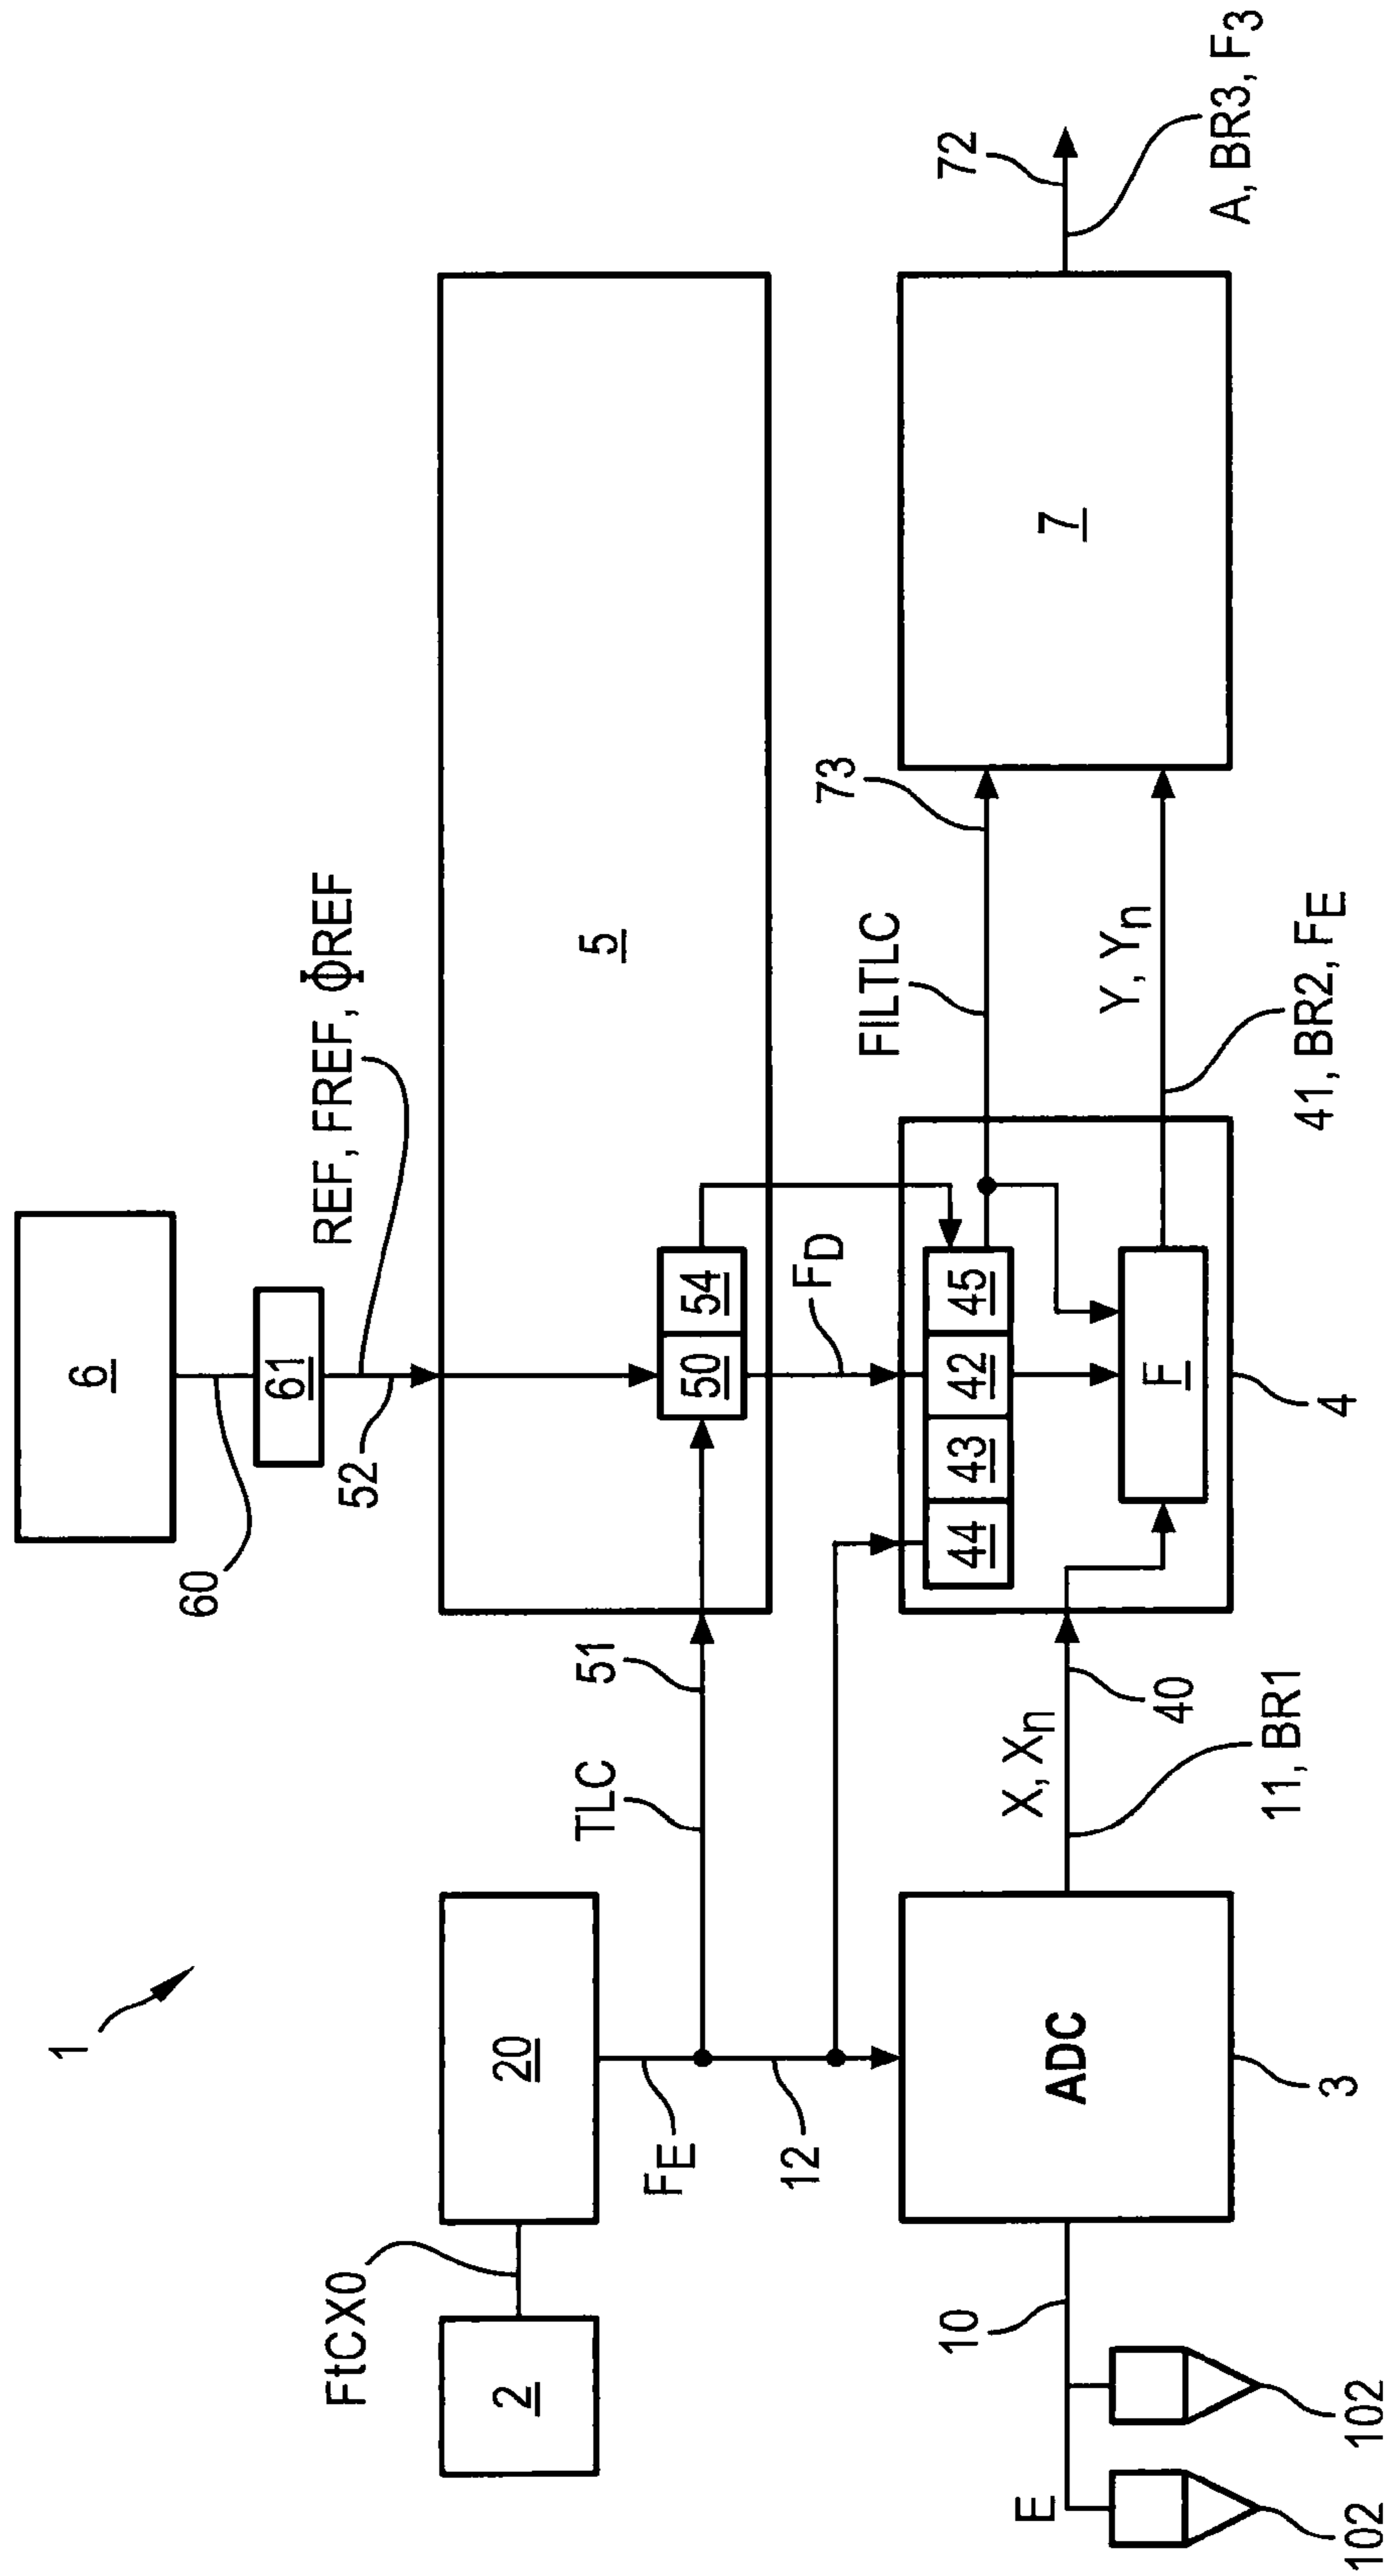 1
6
60
61
REF, FREF, ΦREF
52
FtCX0
2
20
TLC
51
5
50
54
FE
12
FD
73
FILTLC
72
44
43
42
45
F
4
7
E
10
ADC
3
X, Xn
40
11, BR1
Y, Yn
41, BR2, FE
A, BR3, F3
102
102